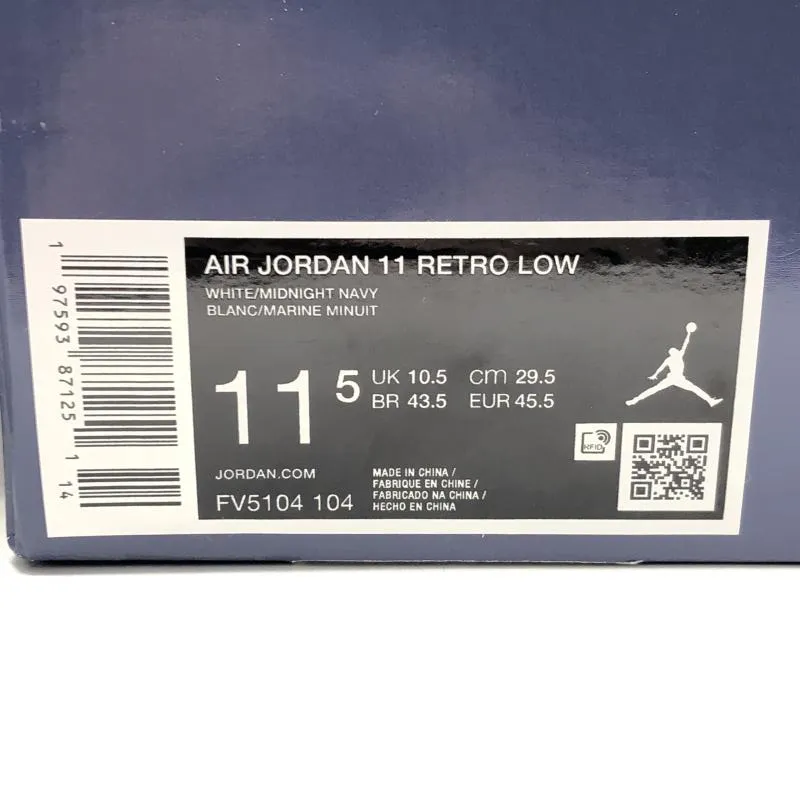 AIR JORDAN 11 RETRO LOW
WHITE/MIDNIGHT NAVY
BLANC/MARINE MINUIT
11 5
UK 10.5 cm 29.5
BR 43.5 EUR 45.5
RFID
JORDAN.COM
FV5104 104
MADE IN CHINA /
FABRIQUE EN CHINE /
FABRICADO NA CHINA /
HECHO EN CHINA
1 97593 87125 1 14